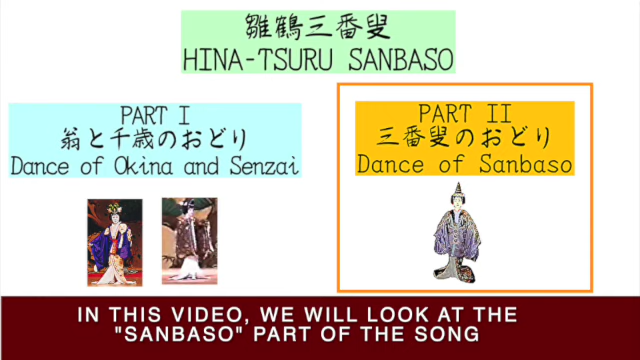 雛鶴三番叟
HINA-TSURU SANBASO
PART I
翁と千歳のおどり
Dance of Okina and Senzai
PART II
三番叟のおどり
Dance of Sanbaso
IN THIS VIDEO, WE WILL LOOK AT THE
"SANBASO" PART OF THE SONG